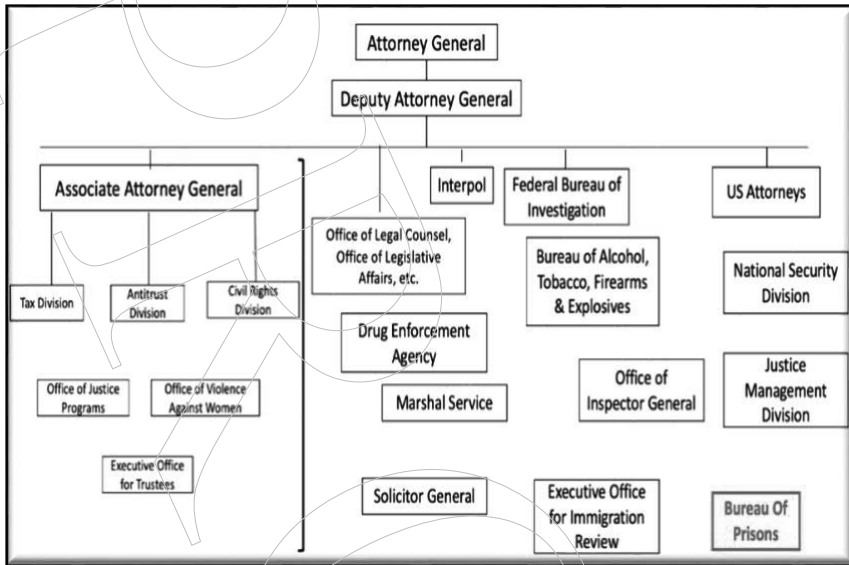 Attorney General
Deputy Attorney General
Associate Attorney General
Interpol
Federal Bureau of
Investigation
US Attorneys
Office of Legal Counsel,
Office of Legislative
Affairs, etc.
Bureau of Alcohol,
Tobacco, Firearms
& Explosives
National Security
Division
Tax Division
Antitrust
Division
Civil Rights
Division
Drug Enforcement
Agency
Office of Justice
Programs
Office of Violence
Against Women
Marshal Service
Office of
Inspector General
Justice
Management
Division
Executive Office
for Trustees
Solicitor General
Executive Office
for Immigration
Review
Bureau Of
Prisons